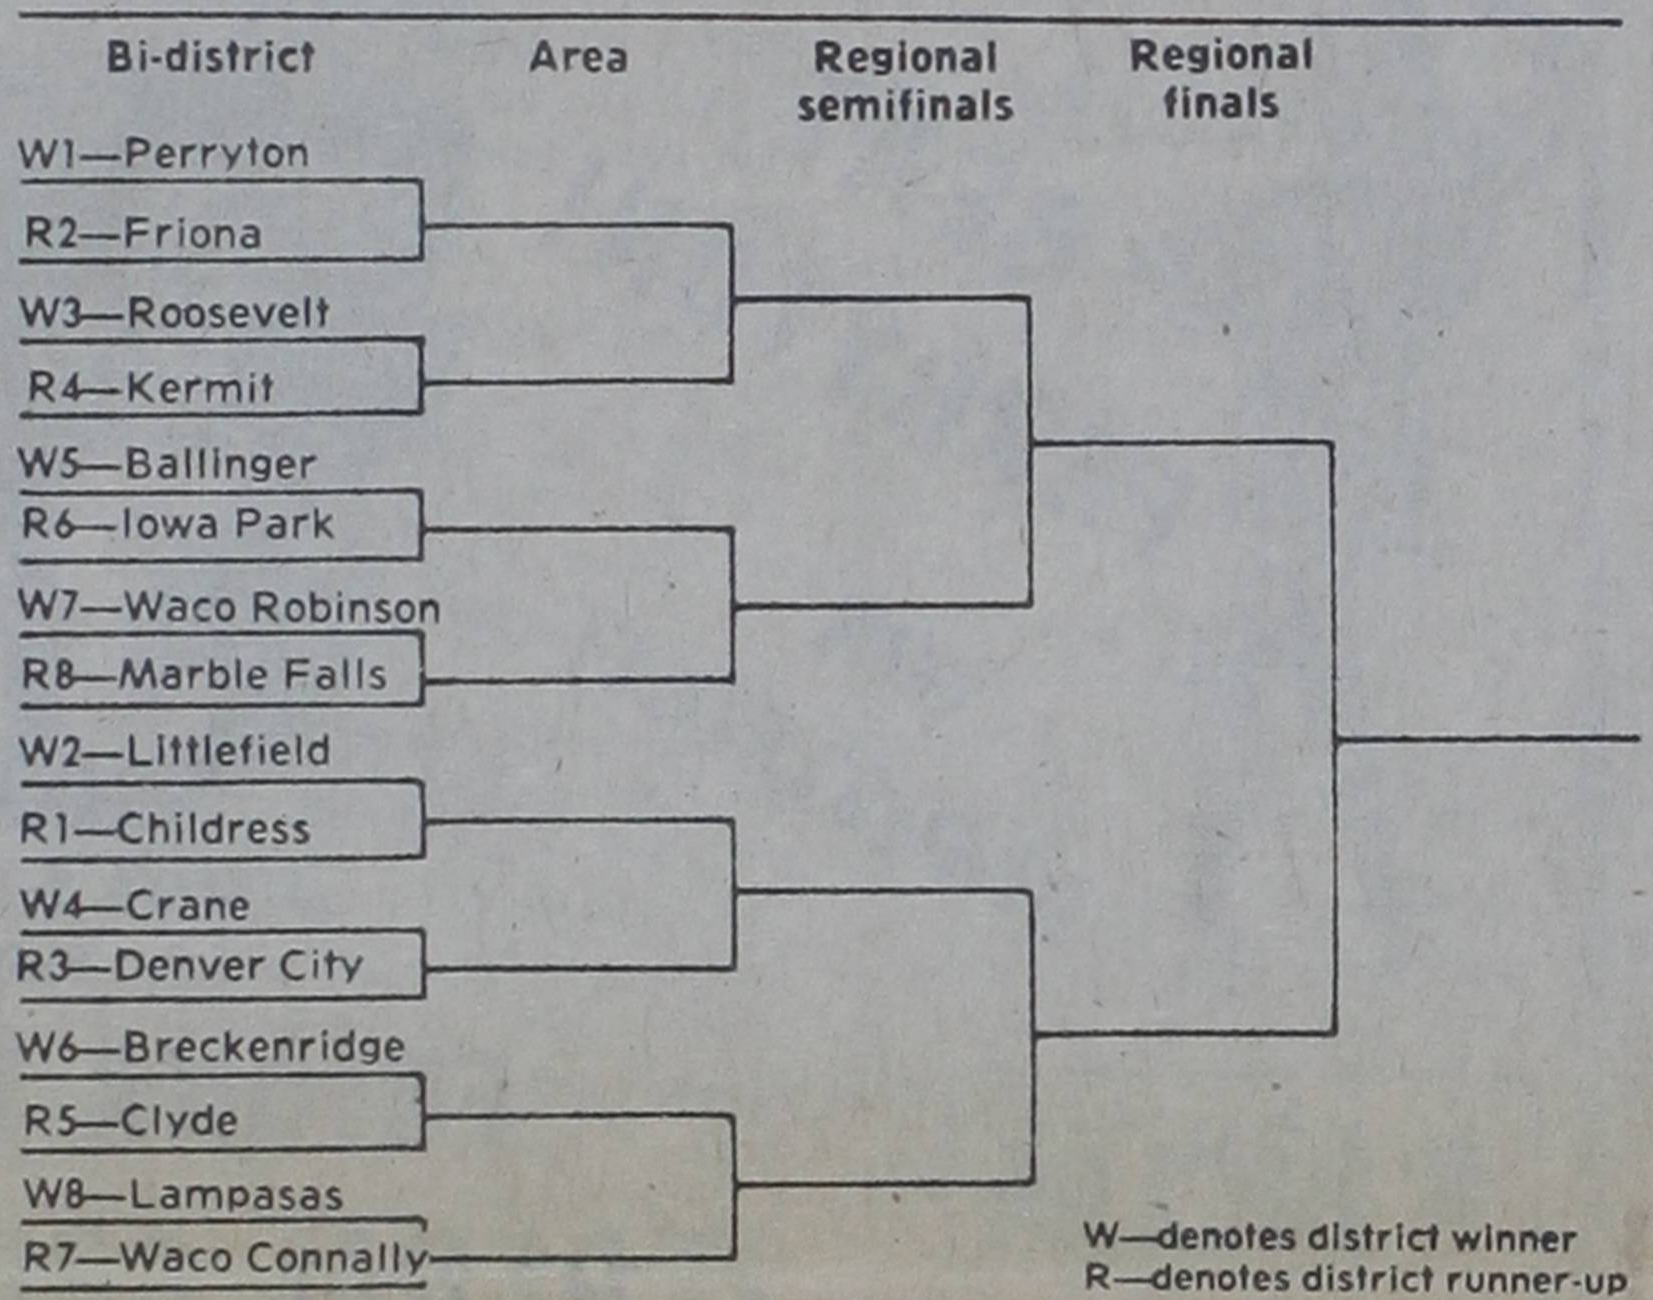 Bi-district
Area
Regional
semifinals
Regional
finals
W1—Perryton
R2—Friona
W3—Roosevelt
R4—Kermit
W5—Ballinger
R6—Iowa Park
W7—Waco Robinson
R8—Marble Falls
W2—Littlefield
R1—Childress
W4—Crane
R3—Denver City
W6—Breckenridge
R5—Clyde
W8—Lampasas
R7—Waco Connally
W—denotes district winner
R—denotes district runner-up